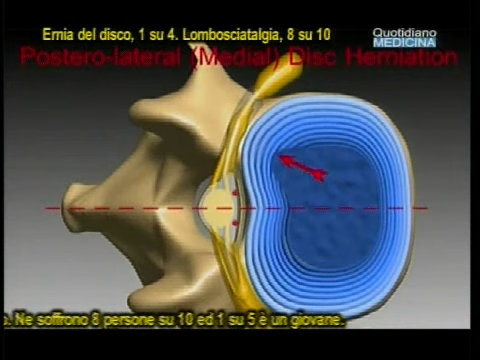 Ernia del disco, 1 su 4. Lombosciatalgia, 8 su 10
Quotidiano
MEDICINA
Postero-lateral (Medial) Disc Herniation
. Ne soffrono 8 persone su 10 ed 1 su 5 è un giovane.